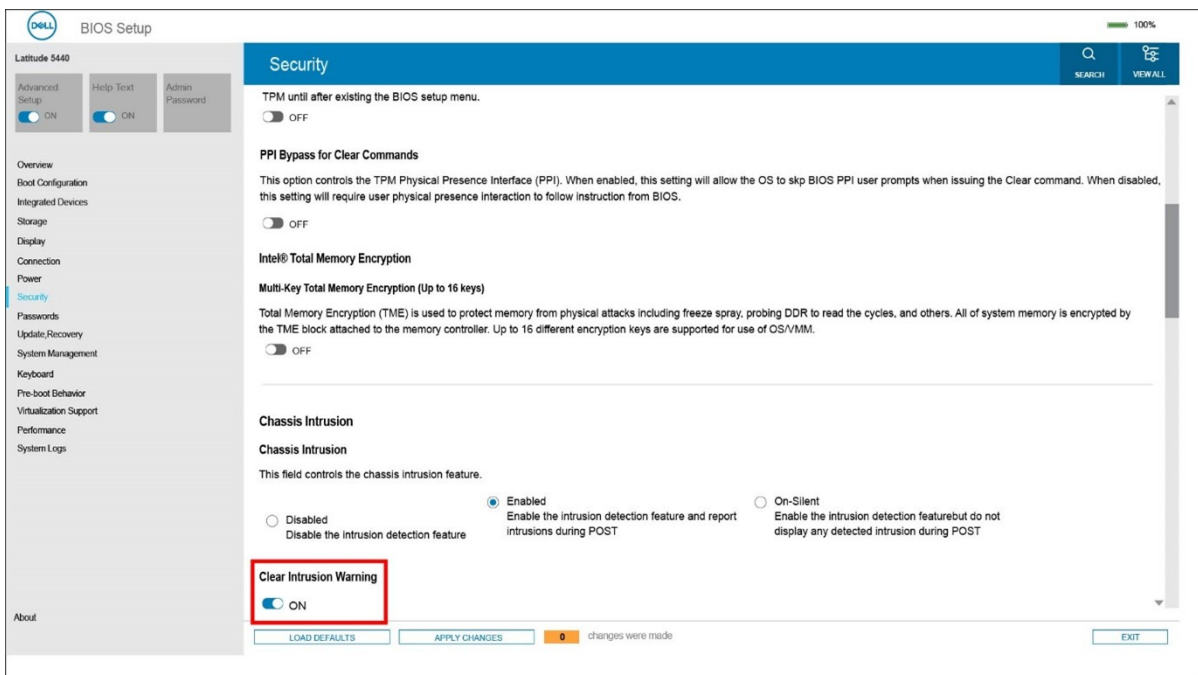 DELL
BIOS Setup
100%
Latitude 5440
Advanced
Setup
ON
Help Text
ON
Admin
Password
Overview
Boot Configuration
Integrated Devices
Storage
Display
Connection
Power
Security
Passwords
Update,Recovery
System Management
Keyboard
Pre-boot Behavior
Virtualization Support
Performance
System Logs
About
Security
SEARCH
VIEW ALL
TPM until after existing the BIOS setup menu.
OFF
PPI Bypass for Clear Commands
This option controls the TPM Physical Presence Interface (PPI). When enabled, this setting will allow the OS to skp BIOS PPI user prompts when issuing the Clear command. When disabled,
this setting will require user physical presence interaction to follow instruction from BIOS.
OFF
Intel® Total Memory Encryption
Multi-Key Total Memory Encryption (Up to 16 keys)
Total Memory Encryption (TME) is used to protect memory from physical attacks including freeze spray, probing DDR to read the cycles, and others. All of system memory is encrypted by
the TME block attached to the memory controller. Up to 16 different encryption keys are supported for use of OS/VMM.
OFF
Chassis Intrusion
Chassis Intrusion
This field controls the chassis intrusion feature.
Disabled
Disable the intrusion detection feature
Enabled
Enable the intrusion detection feature and report
intrusions during POST
On-Silent
Enable the intrusion detection featurebut do not
display any detected intrusion during POST
Clear Intrusion Warning
ON
LOAD DEFAULTS
APPLY CHANGES
0 changes were made
EXIT